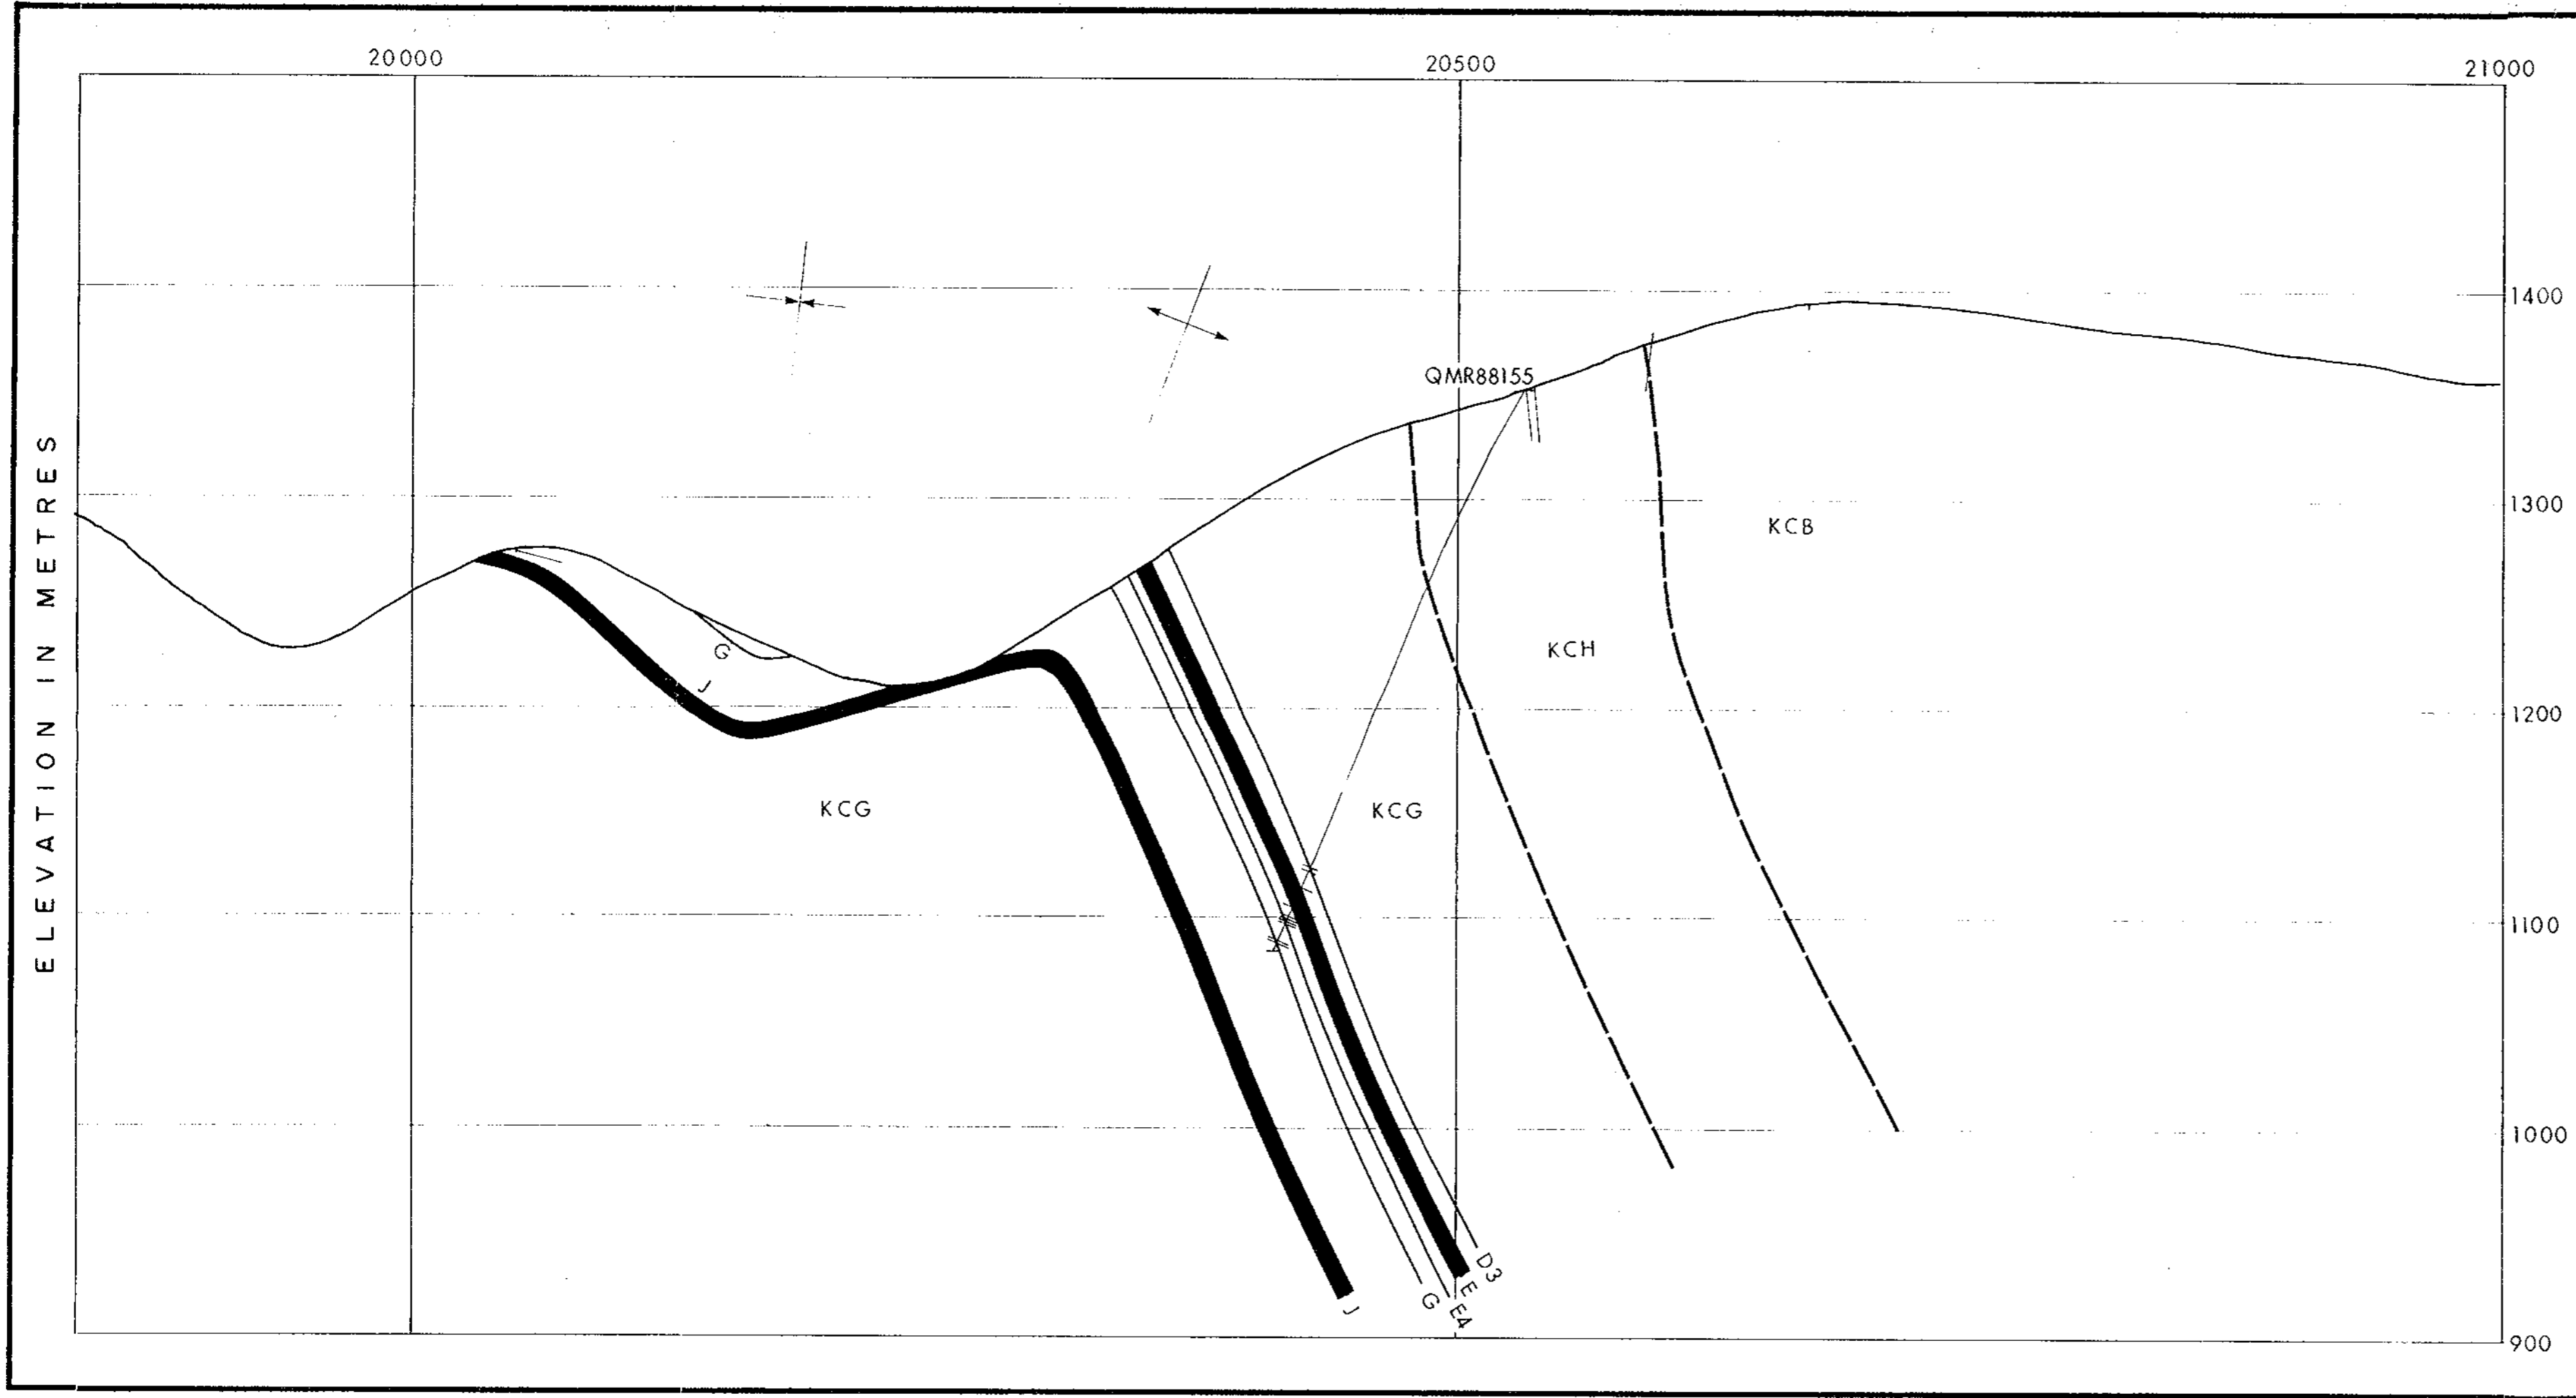 20000
20500
21000
ELEVATION IN METRES
1400
QMR88155
1300
KCB
G
KCH
J
1200
KCG
KCG
1100
1000
D3
E
G
E4
J
900